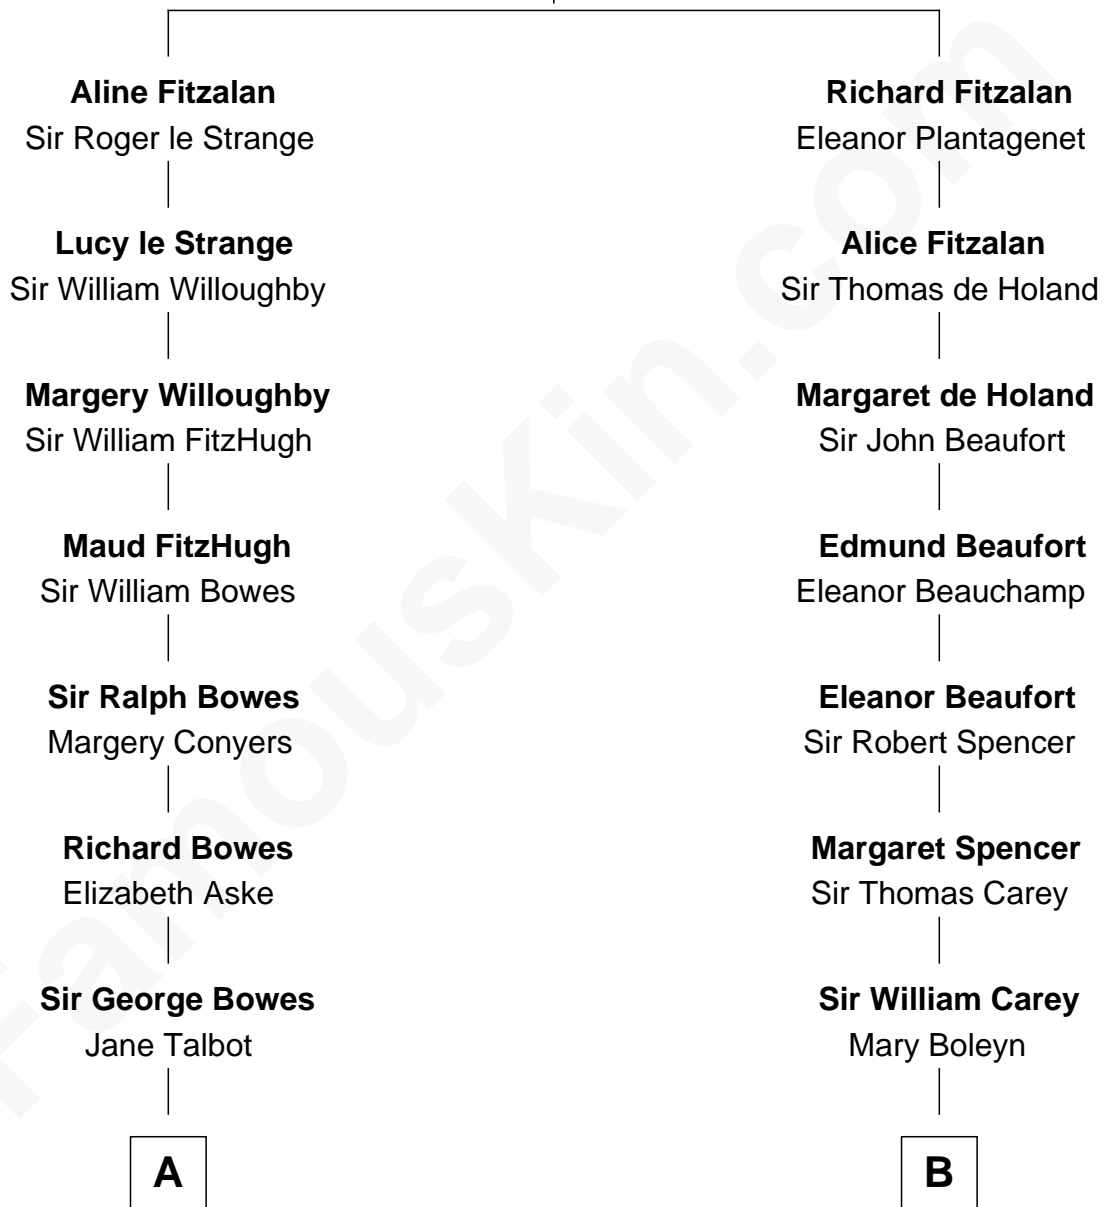 Aline Fitzalan
Sir Roger le Strange
Richard Fitzalan
Eleanor Plantagenet
Lucy le Strange
Sir William Willoughby
Alice Fitzalan
Sir Thomas de Holand
Margery Willoughby
Sir William FitzHugh
Margaret de Holand
Sir John Beaufort
Maud FitzHugh
Sir William Bowes
Edmund Beaufort
Eleanor Beauchamp
Sir Ralph Bowes
Margery Conyers
Eleanor Beaufort
Sir Robert Spencer
Richard Bowes
Elizabeth Aske
Margaret Spencer
Sir Thomas Carey
Sir George Bowes
Jane Talbot
Sir William Carey
Mary Boleyn
A
B
FamousKin.com